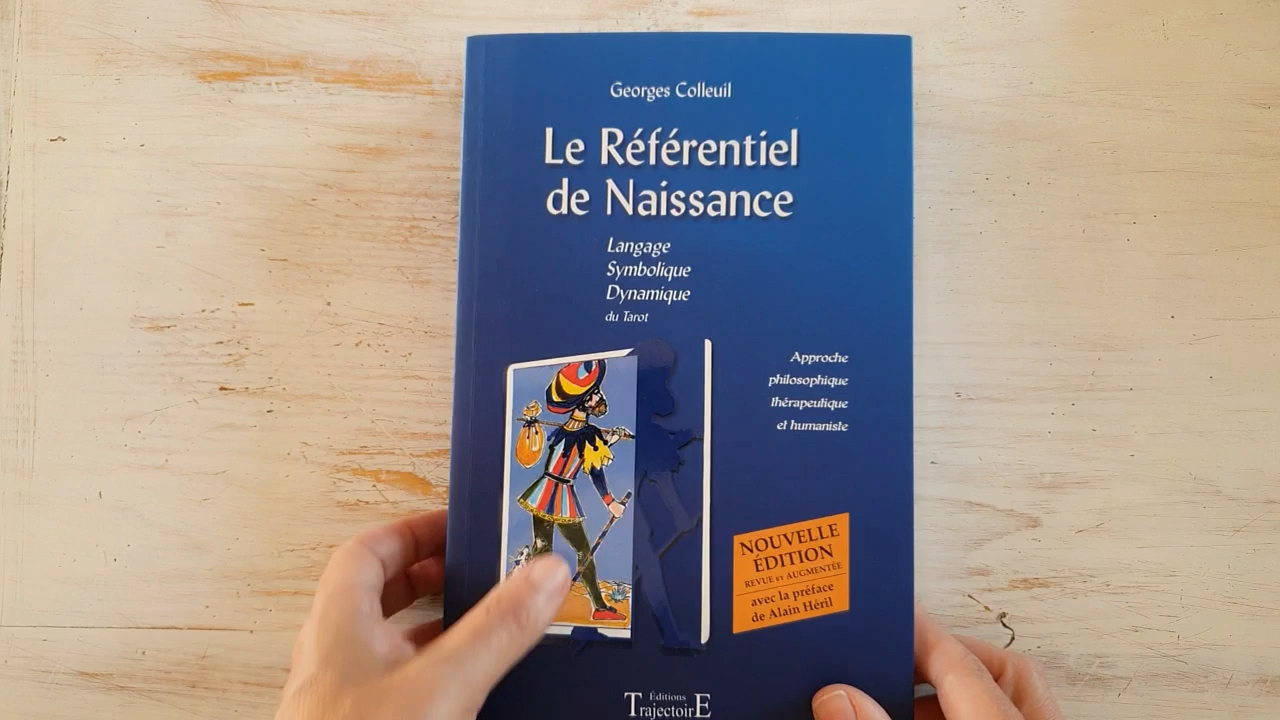 Georges Colleuil
Le Référentiel
de Naissance
Langage
Symbolique
Dynamique
du Tarot
Approche
philosophique
thérapeutique
et humaniste
NOUVELLE
ÉDITION
REVUE ET AUGMENTÉE
avec la préface
de Alain Héril
Éditions
TrajectoirE